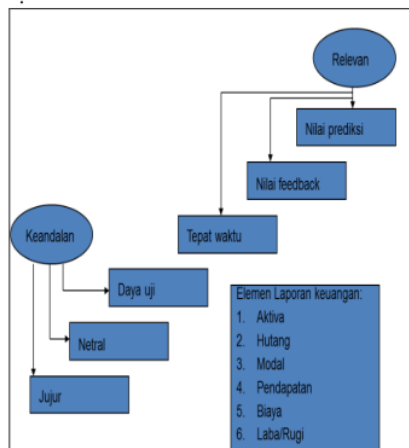 Relevan
Nilai prediksi
Nilai feedback
Tepat waktu
Keandalan
Daya uji
Netral
Jujur
Elemen Laporan keuangan:
1. Aktiva
2. Hutang
3. Modal
4. Pendapatan
5. Biaya
6. Laba/Rugi